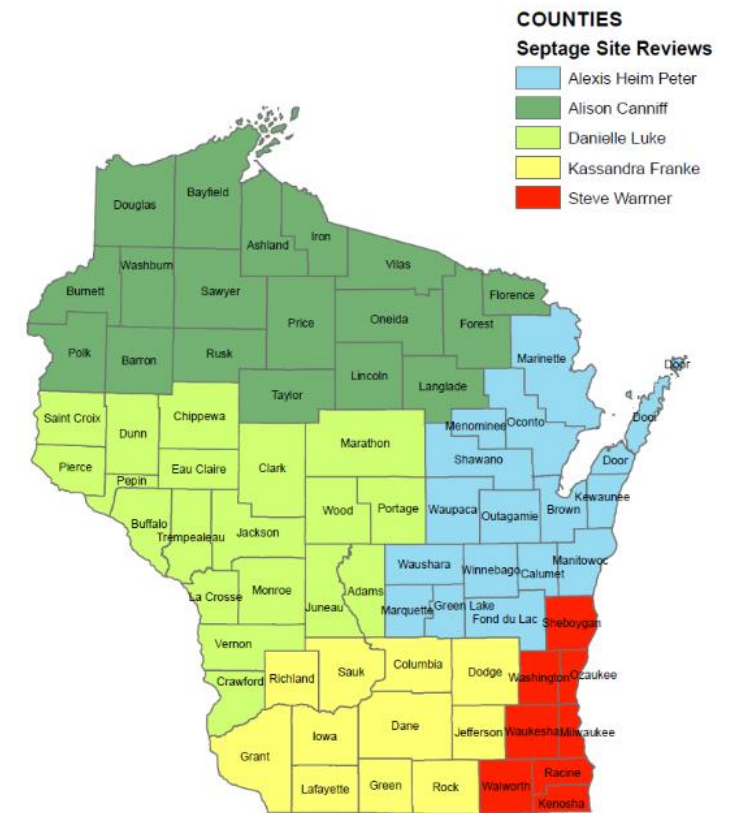 COUNTIES
Septage Site Reviews
Alexis Heim Peter
Alison Canniff
Danielle Luke
Kassandra Franke
Steve Warrner
Bayfield
Douglas
Iron
Ashland
Vilas
Washburn
Burnett
Sawyer
Florence
Oneida
Price
Forest
Polk
Barron
Rusk
Marinette
Door
Lincoln
Langlade
Taylor
Saint Croix
Chippewa
Door
Dunn
Menominee
Oconto
Marathon
Shawano
Door
Pierce
Eau Claire
Clark
Pepin
Kewaunee
Wood
Portage
Waupaca
Outagamie
Brown
Buffalo
Trempealeau
Jackson
Manitowoc
Waushara
Winnebago
Calumet
La Crosse
Monroe
Adams
Juneau
Marquette
Green Lake
Fond du Lac
Sheboygan
Vernon
Columbia
Sauk
Dodge
Richland
Crawford
Washington
Ozaukee
Dane
Jefferson
Waukesha
Milwaukee
Iowa
Grant
Racine
Lafayette
Green
Rock
Walworth
Kenosha